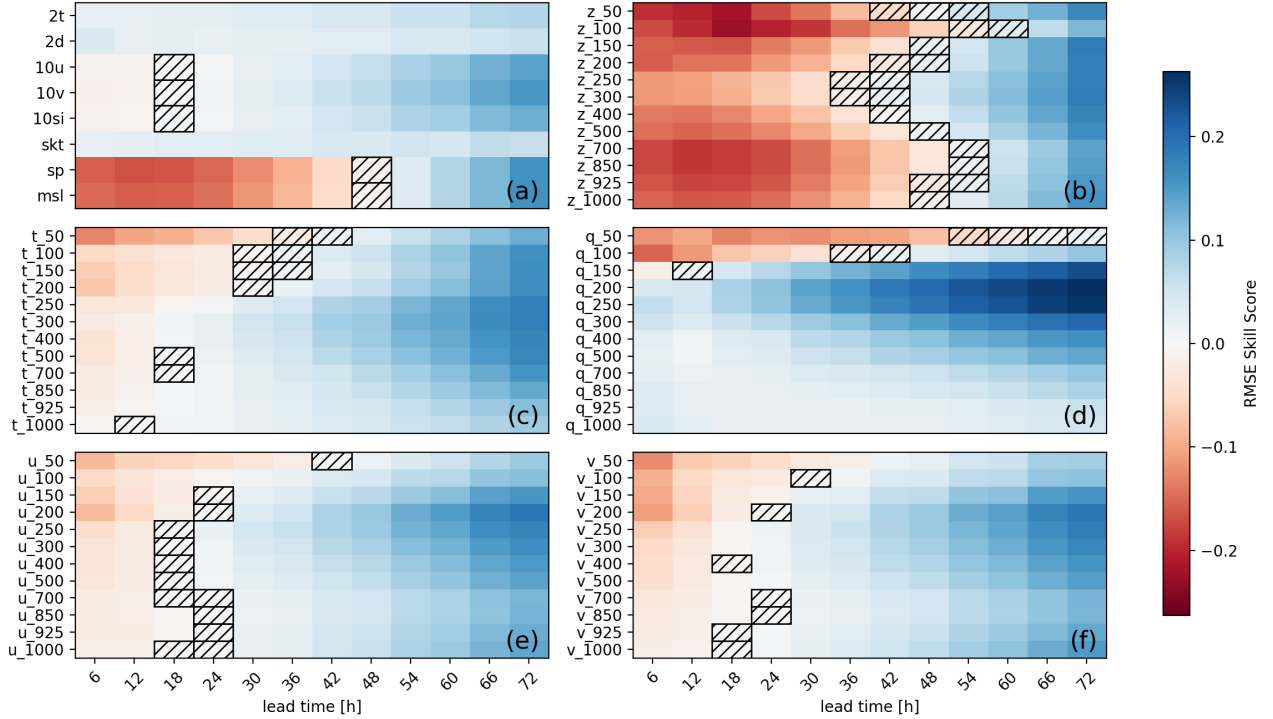 2t
2d
10u
10v
10si
skt
sp
msl
(a)
z_50
z_100
z_150
z_200
z_250
z_300
z_400
z_500
z_700
z_850
z_925
z_1000
(b)
t_50
t_100
t_150
t_200
t_250
t_300
t_400
t_500
t_700
t_850
t_925
t_1000
(c)
q_50
q_100
q_150
q_200
q_250
q_300
q_400
q_500
q_700
q_850
q_925
q_1000
(d)
u_50
u_100
u_150
u_200
u_250
u_300
u_400
u_500
u_700
u_850
u_925
u_1000
(e)
6 12 18 24 30 36 42 48 54 60 66 72
lead time [h]
v_50
v_100
v_150
v_200
v_250
v_300
v_400
v_500
v_700
v_850
v_925
v_1000
(f)
6 12 18 24 30 36 42 48 54 60 66 72
lead time [h]
0.2
0.1
0.0
−0.1
−0.2
RMSE Skill Score